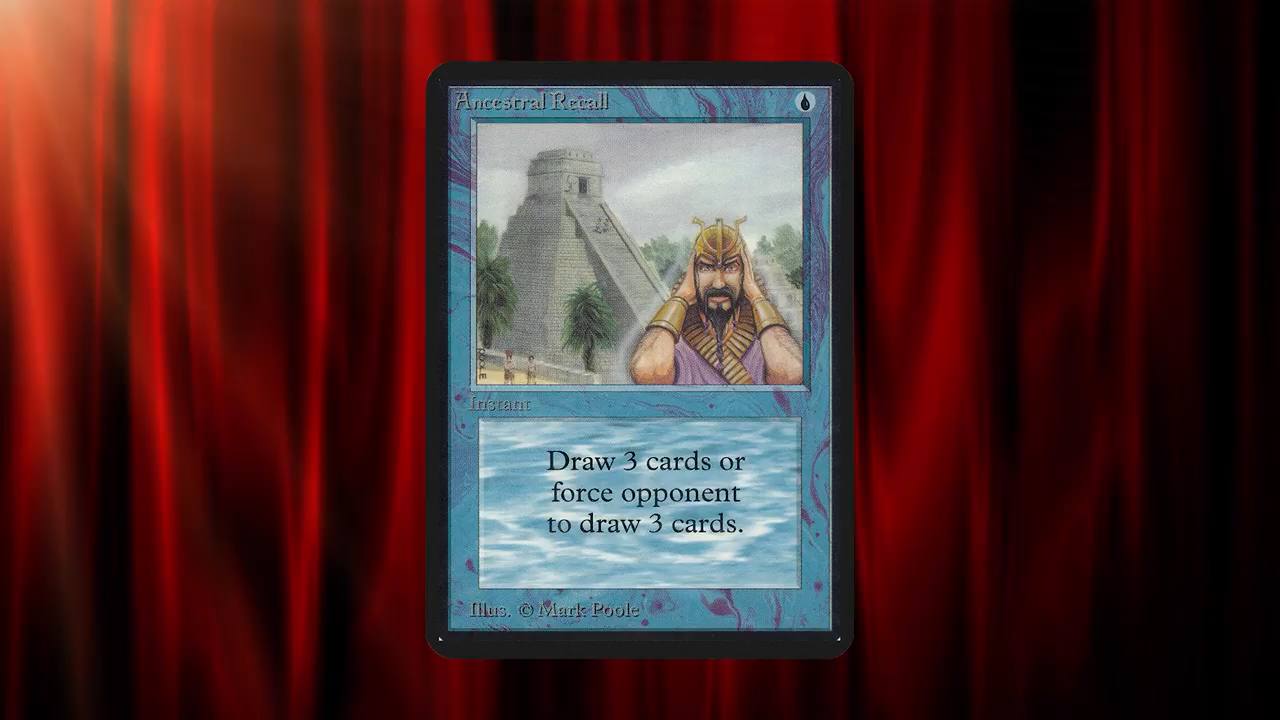 Ancestral Recall
Instant
Draw 3 cards or
force opponent
to draw 3 cards.
Illus. © Mark Poole